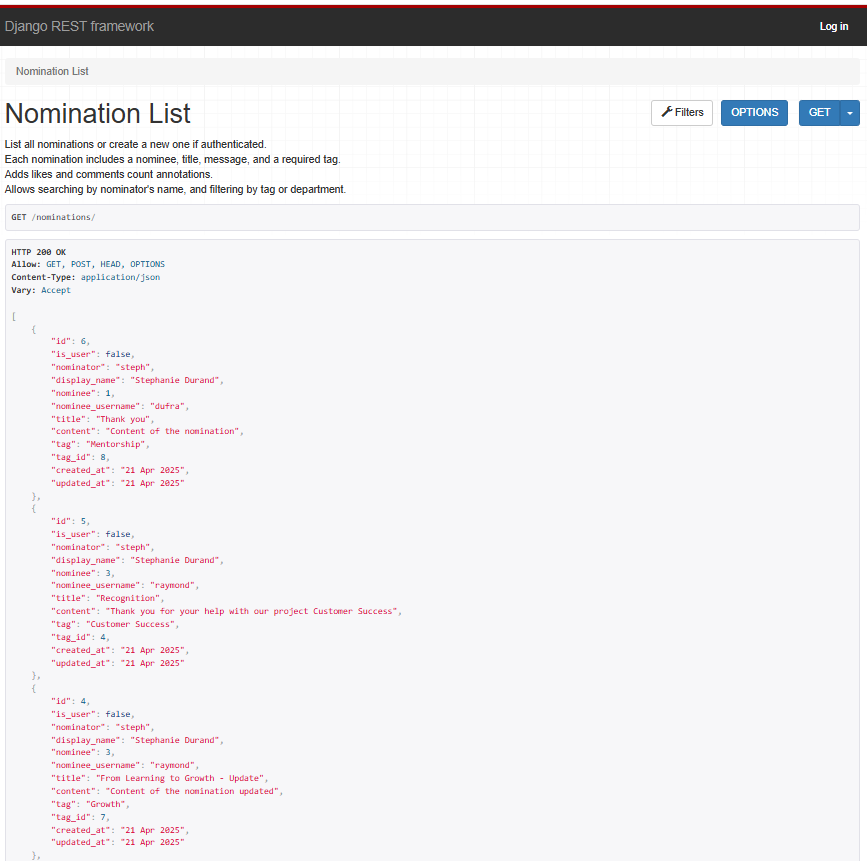 Django REST framework
Log in
Nomination List
Nomination List
Filters
OPTIONS
GET
List all nominations or create a new one if authenticated.
Each nomination includes a nominee, title, message, and a required tag.
Adds likes and comments count annotations.
Allows searching by nominator's name, and filtering by tag or department.
GET /nominations/
HTTP 200 OK
Allow: GET, POST, HEAD, OPTIONS
Content-Type: application/json
Vary: Accept
[
    {
        "id": 6,
        "is_user": false,
        "nominator": "steph",
        "display_name": "Stephanie Durand",
        "nominee": 1,
        "nominee_username": "dufra",
        "title": "Thank you",
        "content": "Content of the nomination",
        "tag": "Mentorship",
        "tag_id": 8,
        "created_at": "21 Apr 2025",
        "updated_at": "21 Apr 2025"
    },
    {
        "id": 5,
        "is_user": false,
        "nominator": "steph",
        "display_name": "Stephanie Durand",
        "nominee": 3,
        "nominee_username": "raymond",
        "title": "Recognition",
        "content": "Thank you for your help with our project Customer Success",
        "tag": "Customer Success",
        "tag_id": 4,
        "created_at": "21 Apr 2025",
        "updated_at": "21 Apr 2025"
    },
    {
        "id": 4,
        "is_user": false,
        "nominator": "steph",
        "display_name": "Stephanie Durand",
        "nominee": 3,
        "nominee_username": "raymond",
        "title": "From Learning to Growth - Update",
        "content": "Content of the nomination updated",
        "tag": "Growth",
        "tag_id": 7,
        "created_at": "21 Apr 2025",
        "updated_at": "21 Apr 2025"
    },